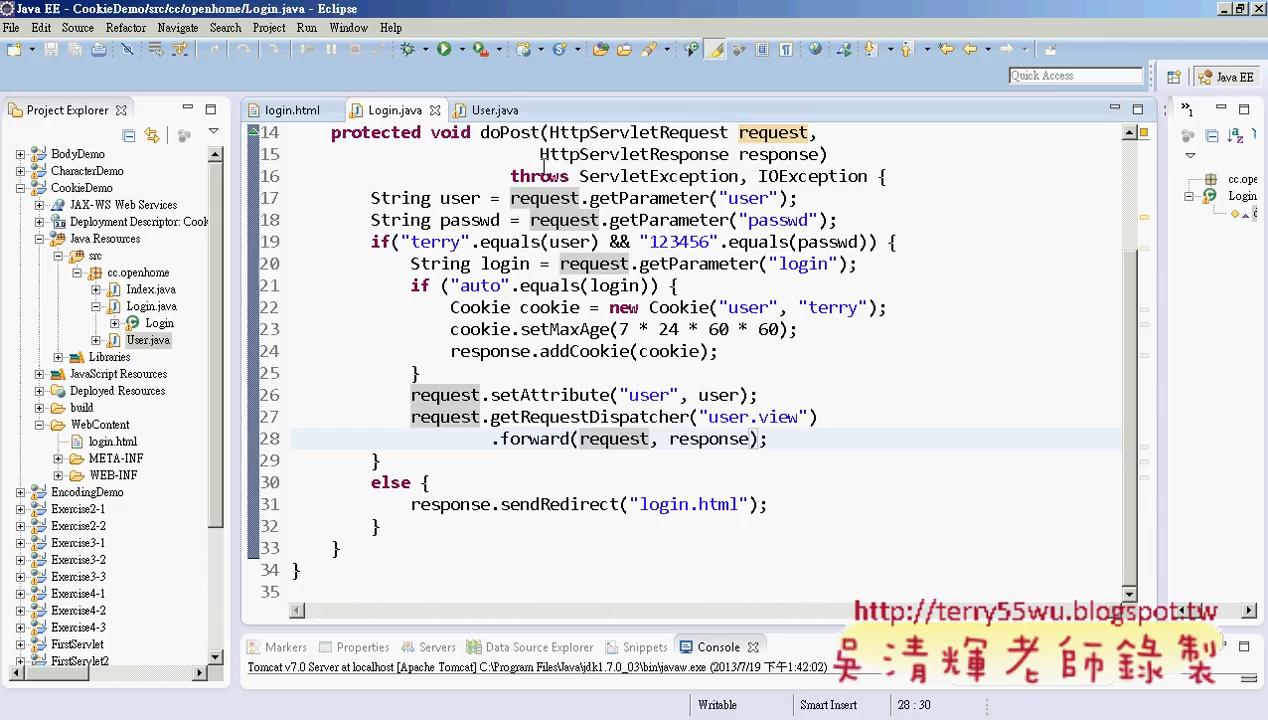 Java EE - CookieDemo/src/cc/openhome/Login.java - Eclipse
File Edit Source Refactor Navigate Search Project Run Window Help
Quick Access
Java EE
Project Explorer
login.html Login.java User.java
BodyDemo
CharacterDemo
CookieDemo
JAX-WS Web Services
Deployment Descriptor: Cook
Java Resources
src
cc.openhome
Index.java
Login.java
Login
User.java
Libraries
JavaScript Resources
Deployed Resources
build
WebContent
login.html
META-INF
WEB-INF
EncodingDemo
Exercise2-1
Exercise2-2
Exercise3-1
Exercise3-2
Exercise3-3
Exercise4-1
Exercise4-2
Exercise4-3
FirstServlet
FirstServlet2
14 protected void doPost(HttpServletRequest request,
15 HttpServletResponse response)
16 throws ServletException, IOException {
17 String user = request.getParameter("user");
18 String passwd = request.getParameter("passwd");
19 if("terry".equals(user) && "123456".equals(passwd)) {
20 String login = request.getParameter("login");
21 if ("auto".equals(login)) {
22 Cookie cookie = new Cookie("user", "terry");
23 cookie.setMaxAge(7 * 24 * 60 * 60);
24 response.addCookie(cookie);
25 }
26 request.setAttribute("user", user);
27 request.getRequestDispatcher("user.view")
28 .forward(request, response);
29 }
30 else {
31 response.sendRedirect("login.html");
32 }
33 }
34 }
35
cc.ope
Login
http://terry55wu.blogspot.tw
吳清輝老師錄製
Markers Properties Servers Data Source Explorer Snippets Console
Tomcat v7.0 Server at localhost [Apache Tomcat] C:\Program Files\Java\jdk1.7.0_03\bin\javaw.exe (2013/7/19 下午1:42:02)
Writable Smart Insert 28 : 30